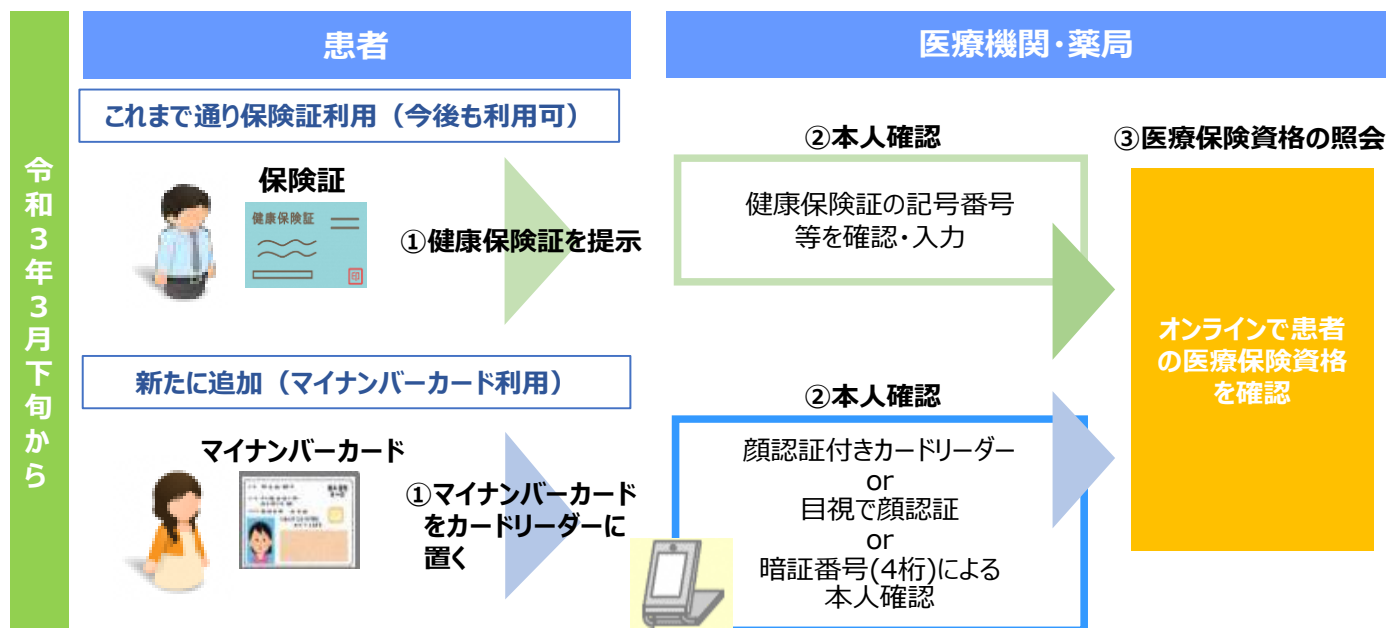 令和3年3月下旬から
患者
医療機関・薬局
これまで通り保険証利用（今後も利用可）
保険証
健康保険証
印
①健康保険証を提示
②本人確認
健康保険証の記号番号
等を確認・入力
③医療保険資格の照会
オンラインで患者
の医療保険資格
を確認
新たに追加（マイナンバーカード利用）
マイナンバーカード
①マイナンバーカード
をカードリーダーに
置く
②本人確認
顔認証付きカードリーダー
or
目視で顔認証
or
暗証番号(4桁)による
本人確認